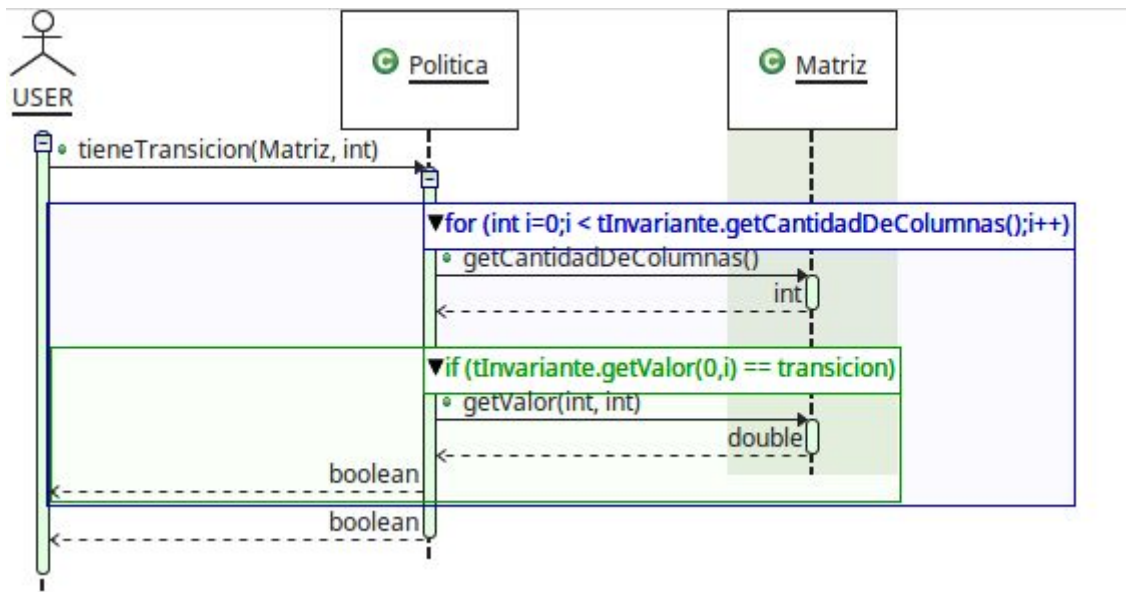 USER
Politica
Matriz
tieneTransicion(Matriz, int)
for (int i=0;i < tInvariante.getCantidadDeColumnas();i++)
getCantidadDeColumnas()
int
if (tInvariante.getValor(0,i) == transicion)
getValor(int, int)
double
boolean
boolean